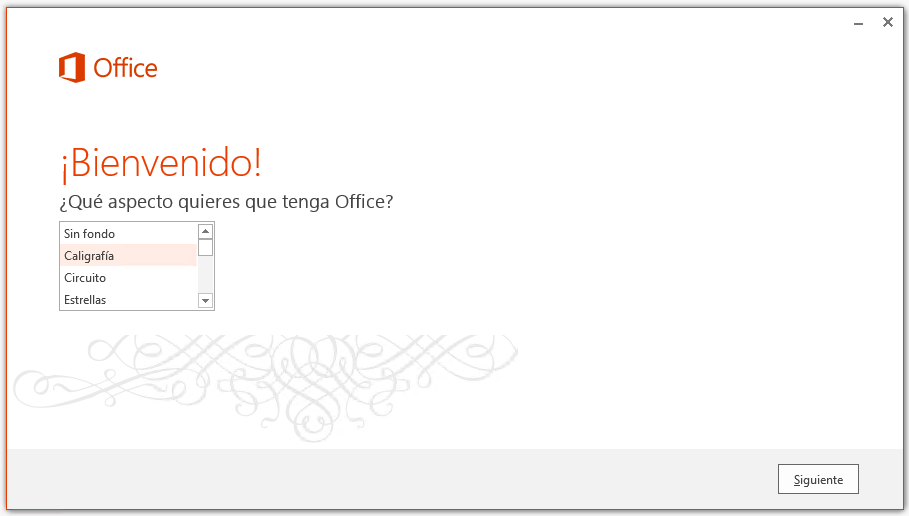 Office
¡Bienvenido!
¿Qué aspecto quieres que tenga Office?
Sin fondo
Caligrafía
Circuito
Estrellas
Siguiente